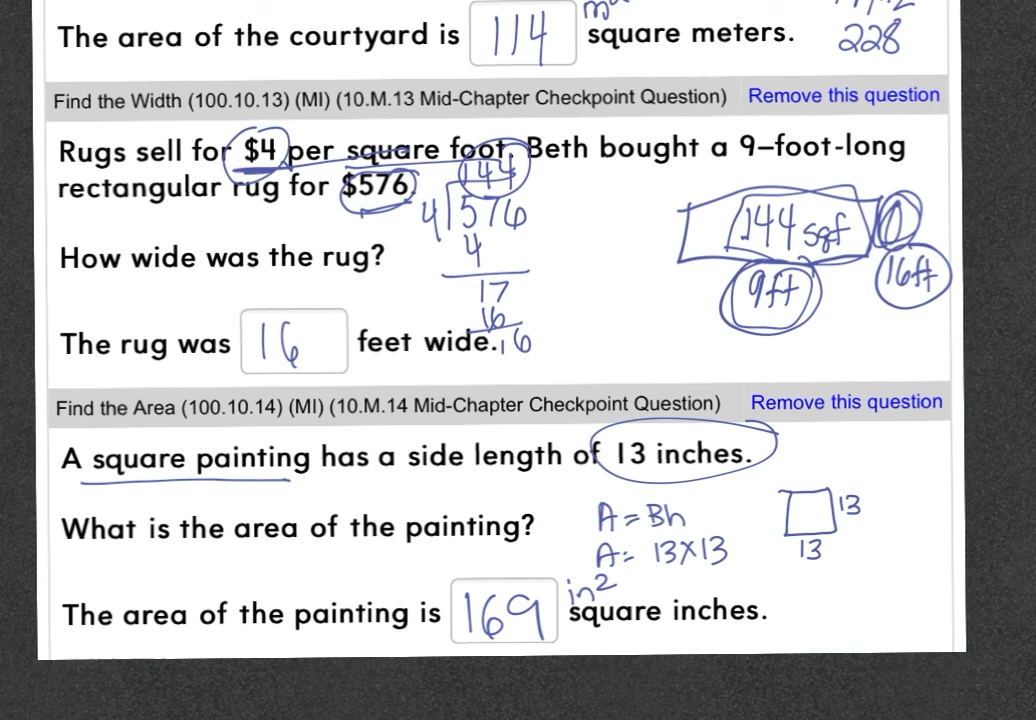 The area of the courtyard is 114 square meters.
228
Find the Width (100.10.13) (MI) (10.M.13 Mid-Chapter Checkpoint Question) Remove this question
Rugs sell for $4 per square foot. Beth bought a 9–foot-long
rectangular rug for $576.
144
4 576
4
17
16
16
144 sqf
9ft
16ft
How wide was the rug?
The rug was 16 feet wide.
Find the Area (100.10.14) (MI) (10.M.14 Mid-Chapter Checkpoint Question) Remove this question
A square painting has a side length of 13 inches.
What is the area of the painting?
A = Bh
A = 13x13
13
13
in²
The area of the painting is 169 square inches.